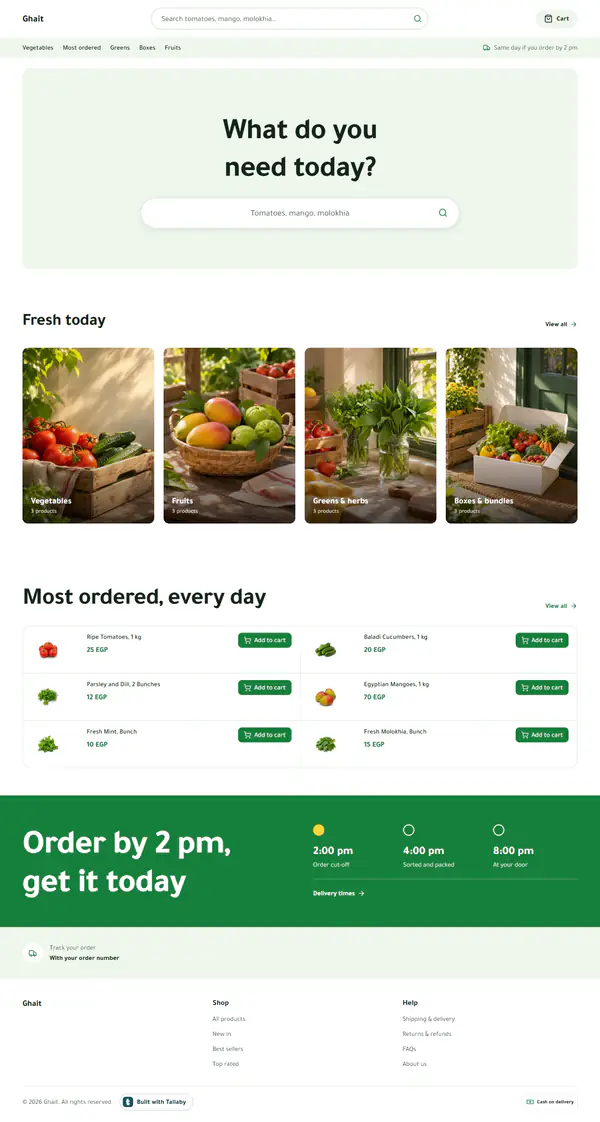 Ghait
Search tomatoes, mango, molokhia...
Cart
Vegetables
Most ordered
Greens
Boxes
Fruits
Same day if you order by 2 pm
What do you
need today?
Tomatoes, mango, molokhia
Fresh today
View all
Vegetables
3 products
Fruits
3 products
Greens & herbs
3 products
Boxes & bundles
3 products
Most ordered, every day
View all
Ripe Tomatoes, 1 kg
25 EGP
Add to cart
Baladi Cucumbers, 1 kg
20 EGP
Add to cart
Parsley and Dill, 2 Bunches
12 EGP
Add to cart
Egyptian Mangoes, 1 kg
70 EGP
Add to cart
Fresh Mint, Bunch
10 EGP
Add to cart
Fresh Molokhia, Bunch
15 EGP
Add to cart
Order by 2 pm,
get it today
2:00 pm
Order cut-off
4:00 pm
Sorted and packed
8:00 pm
At your door
Delivery times
Track your order
With your order number
Ghait
Shop
All products
New in
Best sellers
Top rated
Help
Shipping & delivery
Returns & refunds
FAQs
About us
© 2026 Ghait. All rights reserved
t Built with Tallaby
Cash on delivery